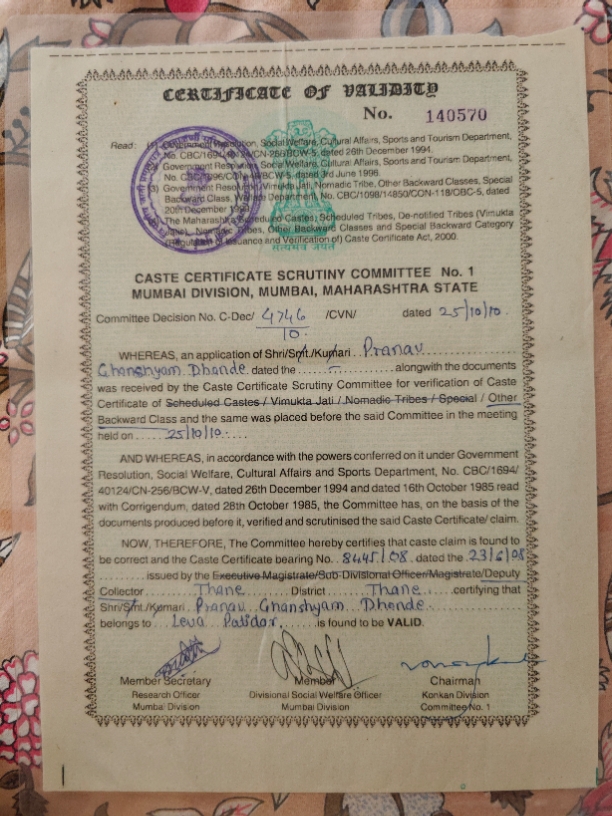 CERTIFICATE OF VALIDITY
No. 140570
Read: (1) Government Resolution, Social Welfare, Cultural Affairs, Sports and Tourism Department,
No. CBC/1694/ CN-256/BCW-5, dated 26th December 1994.
Government Resolution, Social Welfare, Cultural Affairs, Sports and Tourism Department,
No. CBC/ BCW-5, dated 3rd June 1996.
(3) Government Resolution, Vimukta Jati, Nomadic Tribe, Other Backward Classes, Special
Backward Class, Welfare Department, No. CBC/1098/14850/CON-118/OBC-5, dated
20th December
The Maharashtra Scheduled Castes, Scheduled Tribes, De-notified Tribes (Vimukta
Nomadic Tribes, Other Backward Classes and Special Backward Category
(Regulation of Issuance and Verification of) Caste Certificate Act, 2000.
सत्यमेव जयते
CASTE CERTIFICATE SCRUTINY COMMITTEE No. 1
MUMBAI DIVISION, MUMBAI, MAHARASHTRA STATE
Committee Decision No. C-Dec/ 4746/10 /CVN/ dated 25/10/10.
WHEREAS, an application of Shri/Smt./Kumari Pranav
Ghanshyam Dhande dated the - alongwith the documents
was received by the Caste Certificate Scrutiny Committee for verification of Caste
Certificate of Scheduled Castes / Vimukta Jati / Nomadic Tribes / Special / Other
Backward Class and the same was placed before the said Committee in the meeting
held on 25/10/10
AND WHEREAS, in accordance with the powers conferred on it under Government
Resolution, Social Welfare, Cultural Affairs and Sports Department, No. CBC/1694/
40124/CN-256/BCW-V, dated 26th December 1994 and dated 16th October 1985 read
with Corrigendum, dated 28th October 1985, the Committee has, on the basis of the
documents produced before it, verified and scrutinised the said Caste Certificate/ claim.
NOW, THEREFORE, The Committee hereby certifies that caste claim is found to
be correct and the Caste Certificate bearing No. 8445/08 dated the 23/6/08
issued by the Executive Magistrate/Sub-Divisional Officer/Magistrate/Deputy
Collector Thane District Thane certifying that
Shri/Smt./Kumari Pranav Ghanshyam Dhande
belongs to Leva Patidar is found to be VALID.
Member Secretary Member Chairman
Research Officer Divisional Social Welfare Officer Konkan Division
Mumbai Division Mumbai Division Committee No. 1